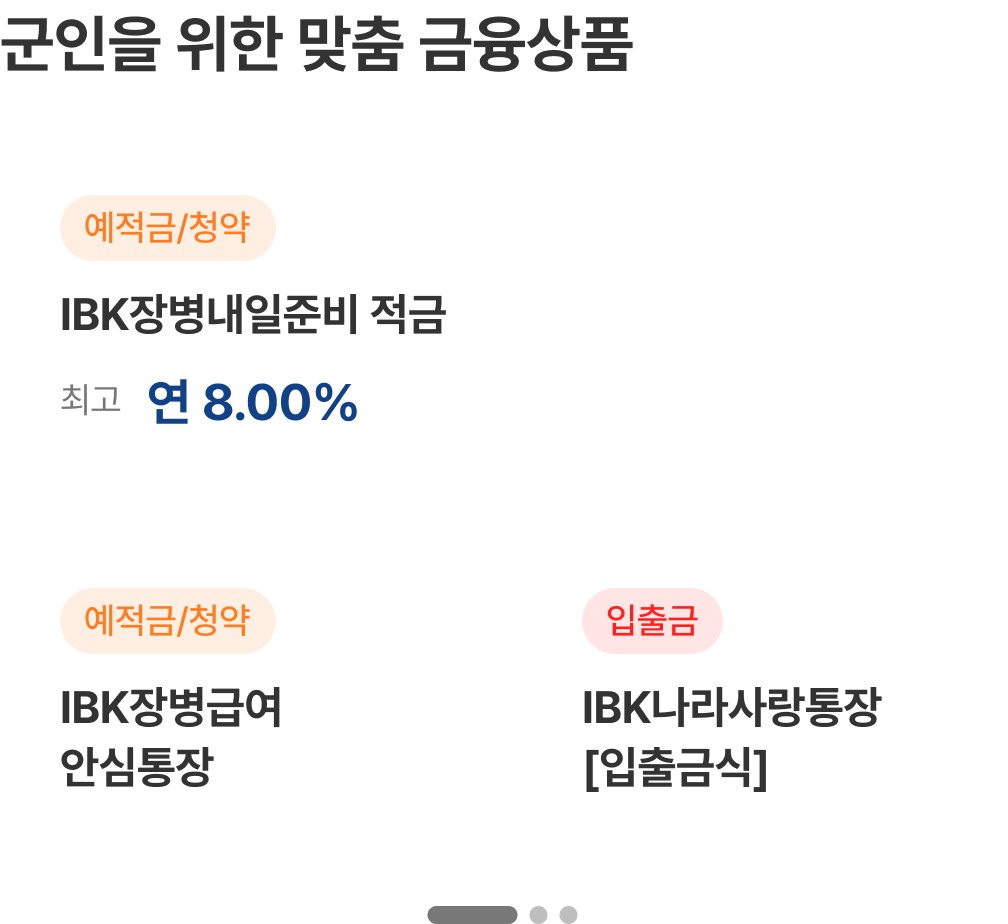 군인을 위한 맞춤 금융상품
예적금/청약
IBK장병내일준비 적금
최고 연 8.00%
예적금/청약
IBK장병급여
안심통장
입출금
IBK나라사랑통장
[입출금식]